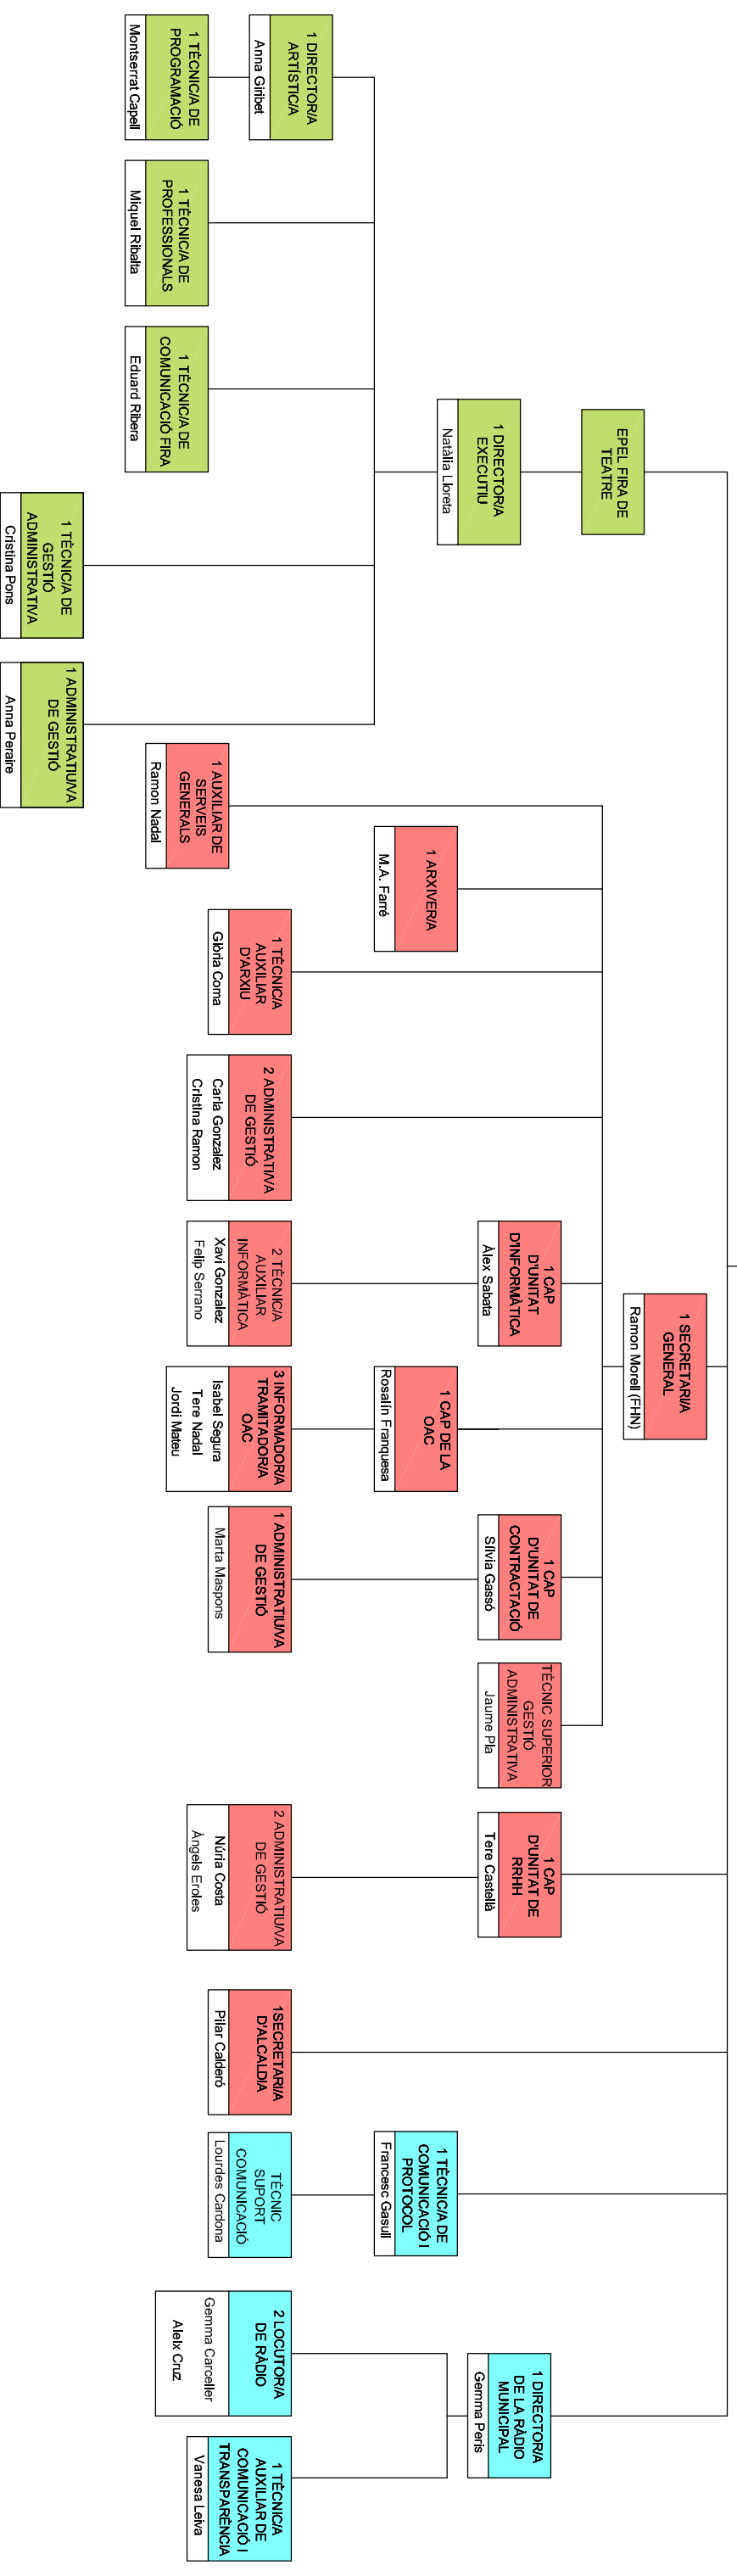 EPEL FIRA DE
TEATRE
1 DIRECTOR/A
EXECUTIU
Natàlia Lloreta
1 DIRECTOR/A
ARTÍSTIC/A
Anna Giribet
1 TÈCNIC/A DE
PROGRAMACIÓ
Montserrat Capell
1 TÈCNIC/A DE
PROFESSIONALS
Miquel Ribalta
1 TÈCNIC/A DE
COMUNICACIÓ FIRA
Eduard Ribera
1 TÈCNIC/A DE
GESTIÓ
ADMINISTRATIVA
Cristina Pons
1 ADMINISTRATIU/VA
DE GESTIÓ
Anna Peraire
1 SECRETARI/A
GENERAL
Ramon Morell (FHN)
1 AUXILIAR DE
SERVEIS
GENERALS
Ramon Nadal
1 ARXIVER/A
M.A. Farré
1 TÈCNIC/A
AUXILIAR
D'ARXIU
Glòria Coma
2 ADMINISTRATI/VA
DE GESTIÓ
Carla Gonzalez
Cristina Ramon
1 CAP
D'UNITAT
D'INFORMÀTICA
Àlex Sabata
2 TÈCNIC/A
AUXILIAR
INFORMÀTICA
Xavi Gonzalez
Felip Serrano
1 CAP DE LA
OAC
Rosalín Franquesa
3 INFORMADOR/A
TRAMITADOR/A
OAC
Isabel Segura
Tere Nadal
Jordi Mateu
1 CAP
D'UNITAT DE
CONTRACTACIÓ
Sílvia Gassó
1 ADMINISTRATIU/VA
DE GESTIÓ
Marta Maspons
TÈCNIC SUPERIOR
GESTIÓ
ADMINISTRATIVA
Jaume Pla
1 CAP
D'UNITAT DE
RRHH
Tere Castellà
2 ADMINISTRATIU/VA
DE GESTIÓ
Núria Costa
Àngels Eroles
1SECRETARI/A
D'ALCALDIA
Pilar Calderó
1 TÈCNIC/A DE
COMUNICACIÓ I
PROTOCOL
Francesc Gasull
TÈCNIC
SUPORT
COMUNICACIÓ
Lourdes Cardona
1 DIRECTOR/A
DE LA RÀDIO
MUNICIPAL
Gemma Peris
2 LOCUTOR/A
DE RÀDIO
Gemma Carceller
Aleix Cruz
1 TÈCNIC/A
AUXILIAR DE
COMUNICACIÓ I
TRANSPARÈNCIA
Vanesa Leiva